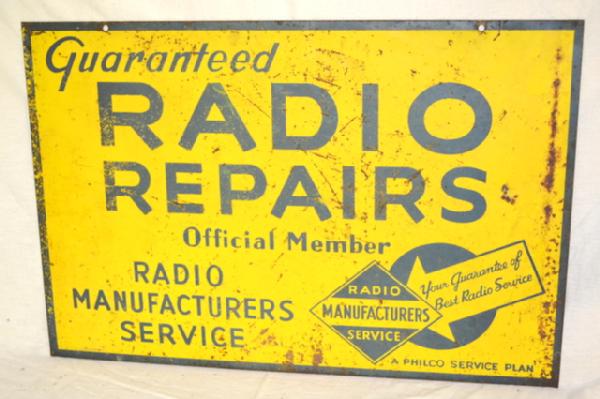 Guaranteed
RADIO
REPAIRS
Official Member
RADIO
MANUFACTURERS
SERVICE
RADIO
MANUFACTURERS
SERVICE
Your Guarantee of
Best Radio Service
A PHILCO SERVICE PLAN